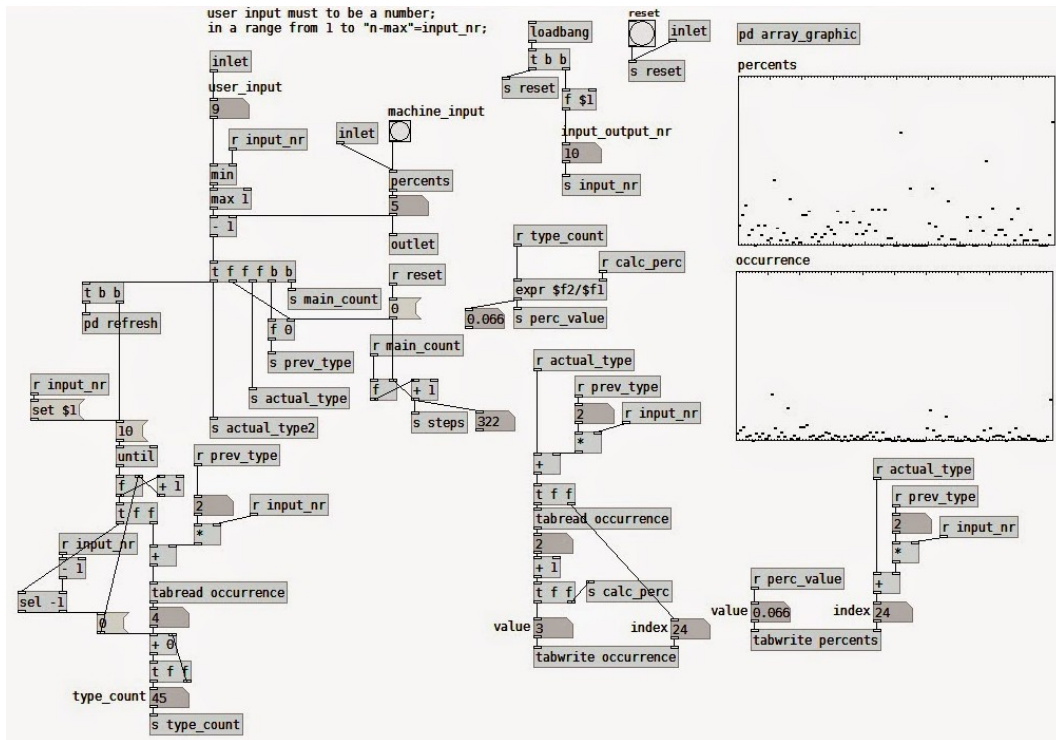 user input must to be a number;
in a range from 1 to "n-max"=input_nr;
inlet
user_input
9
r input_nr
min
max 1
- 1
t f f f b b
machine_input
inlet
percents
5
outlet
r reset
0
s main_count
f 0
s prev_type
s actual_type
s actual_type2
r main_count
f
+ 1
s steps
322
loadbang
t b b
s reset
f $1
input_output_nr
10
s input_nr
reset
inlet
s reset
pd array_graphic
percents
occurrence
r type_count
r calc_perc
expr $f2/$f1
0.066
s perc_value
t b b
pd refresh
r input_nr
set $1
10
until
f
+ 1
t f f
r input_nr
- 1
sel -1
0
r prev_type
2
r input_nr
*
+
tabread occurrence
4
+ 0
t f f
type_count
45
s type_count
r actual_type
r prev_type
2
r input_nr
*
+
t f f
tabread occurrence
2
+ 1
t f f
s calc_perc
value
3
index
24
tabwrite occurrence
r actual_type
r prev_type
2
r input_nr
*
+
r perc_value
value
0.066
index
24
tabwrite percents